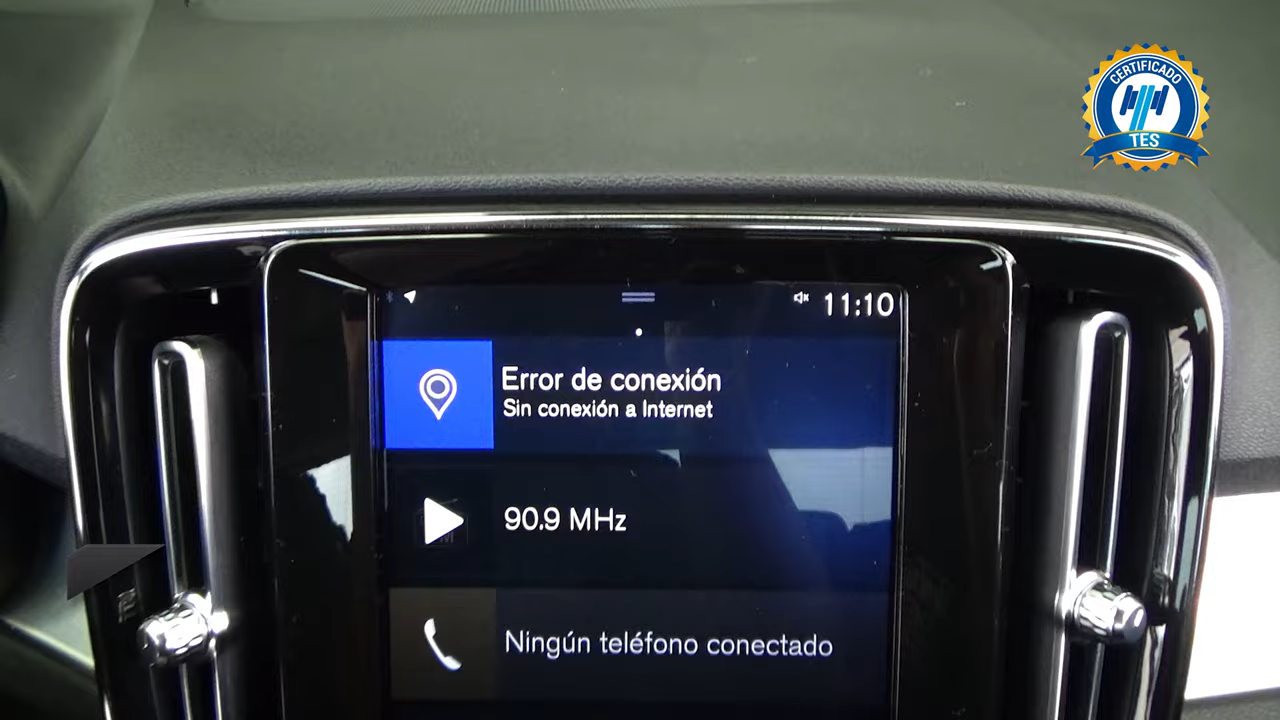 CERTIFICADO
TES
11:10
Error de conexión
Sin conexión a Internet
90.9 MHz
Ningún teléfono conectado